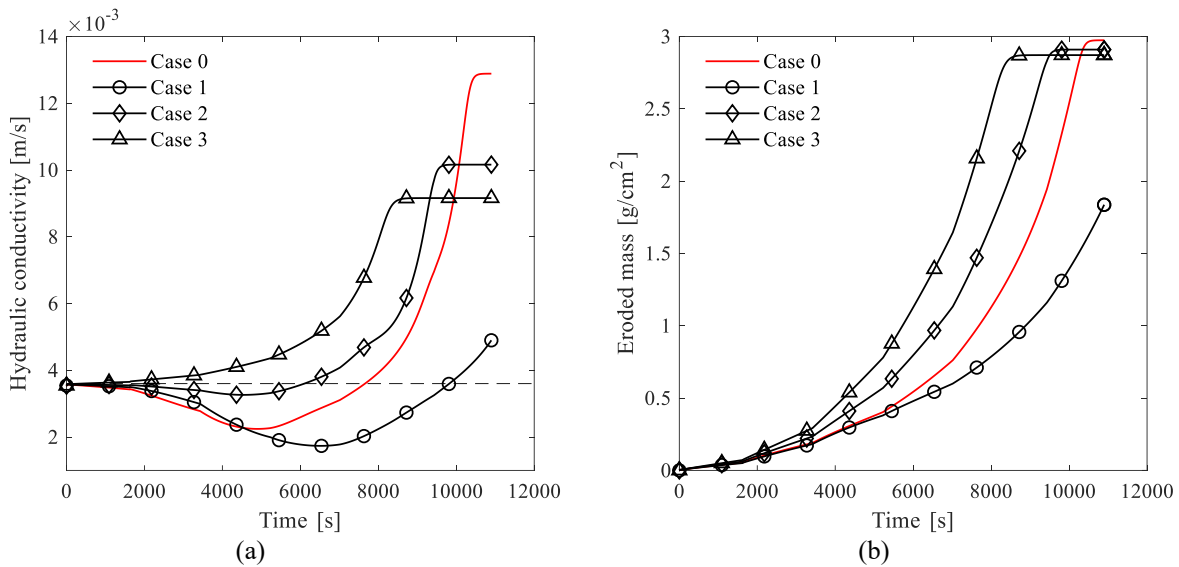 ×10⁻³
14
12
10
8
6
4
2
0
2000
4000
6000
8000
10000
12000
Hydraulic conductivity [m/s]
Time [s]
Case 0
Case 1
Case 2
Case 3
(a)
3
2.5
2
1.5
1
0.5
0
0
2000
4000
6000
8000
10000
12000
Eroded mass [g/cm²]
Time [s]
Case 0
Case 1
Case 2
Case 3
(b)